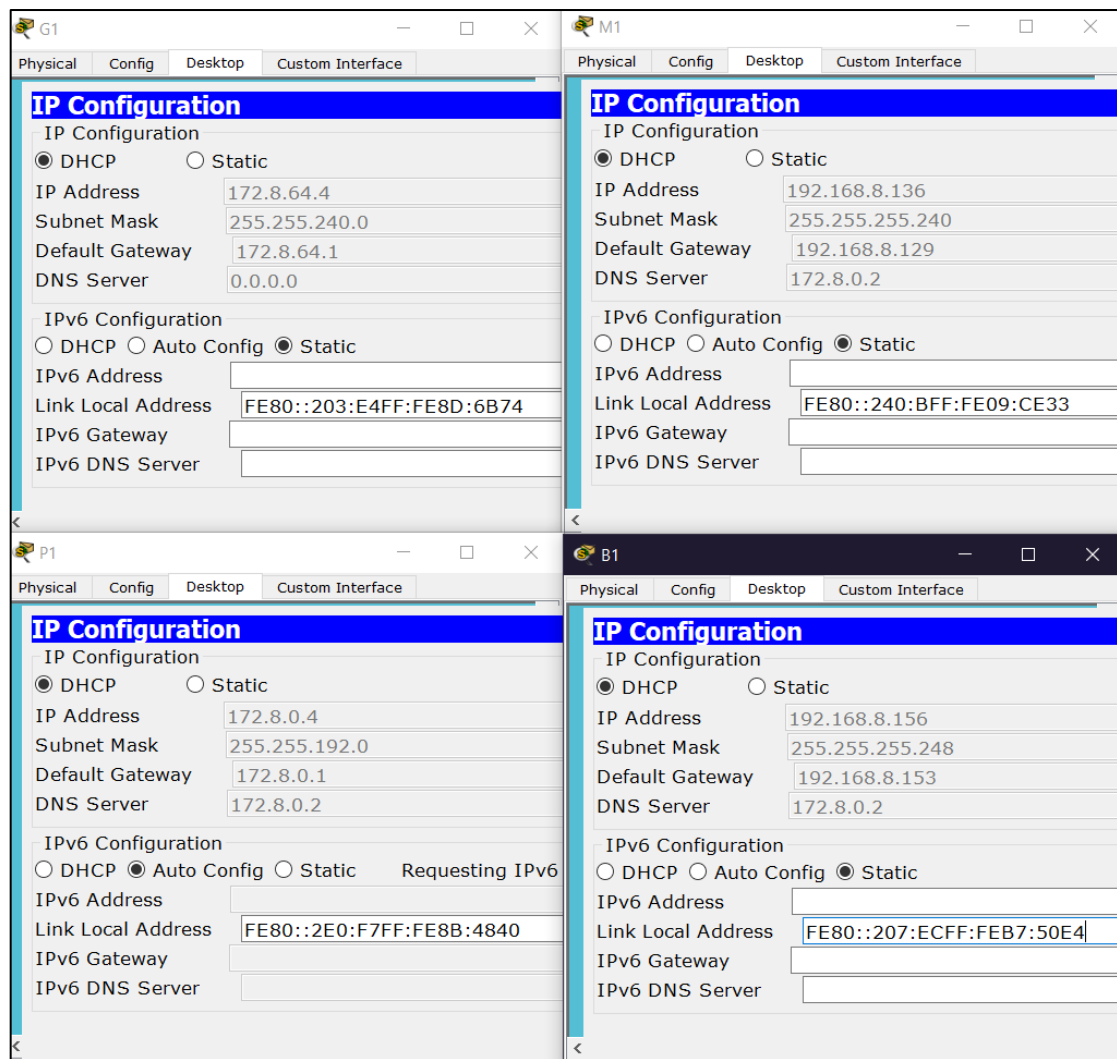 G1
Physical Config Desktop Custom Interface
IP Configuration
IP Configuration
DHCP Static
IP Address 172.8.64.4
Subnet Mask 255.255.240.0
Default Gateway 172.8.64.1
DNS Server 0.0.0.0
IPv6 Configuration
DHCP Auto Config Static
IPv6 Address
Link Local Address FE80::203:E4FF:FE8D:6B74
IPv6 Gateway
IPv6 DNS Server
M1
Physical Config Desktop Custom Interface
IP Configuration
IP Configuration
DHCP Static
IP Address 192.168.8.136
Subnet Mask 255.255.255.240
Default Gateway 192.168.8.129
DNS Server 172.8.0.2
IPv6 Configuration
DHCP Auto Config Static
IPv6 Address
Link Local Address FE80::240:BFF:FE09:CE33
IPv6 Gateway
IPv6 DNS Server
P1
Physical Config Desktop Custom Interface
IP Configuration
IP Configuration
DHCP Static
IP Address 172.8.0.4
Subnet Mask 255.255.192.0
Default Gateway 172.8.0.1
DNS Server 172.8.0.2
IPv6 Configuration
DHCP Auto Config Static Requesting IPv6
IPv6 Address
Link Local Address FE80::2E0:F7FF:FE8B:4840
IPv6 Gateway
IPv6 DNS Server
B1
Physical Config Desktop Custom Interface
IP Configuration
IP Configuration
DHCP Static
IP Address 192.168.8.156
Subnet Mask 255.255.255.248
Default Gateway 192.168.8.153
DNS Server 172.8.0.2
IPv6 Configuration
DHCP Auto Config Static
IPv6 Address
Link Local Address FE80::207:ECFF:FEB7:50E4
IPv6 Gateway
IPv6 DNS Server